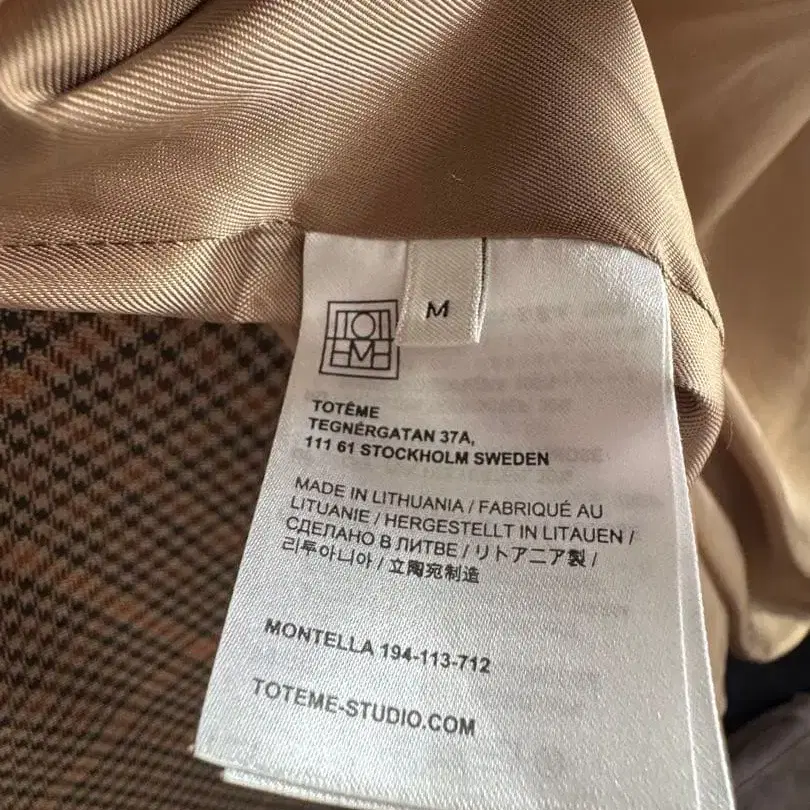 M
TOTEME
TOTÊME
TEGNÉRGATAN 37A,
111 61 STOCKHOLM SWEDEN
MADE IN LITHUANIA / FABRIQUÉ AU
LITUANIE / HERGESTELLT IN LITAUEN /
СДЕЛАНО В ЛИТВЕ / リトアニア製 /
리투아니아 / 立陶宛制造
MONTELLA 194-113-712
TOTEME-STUDIO.COM